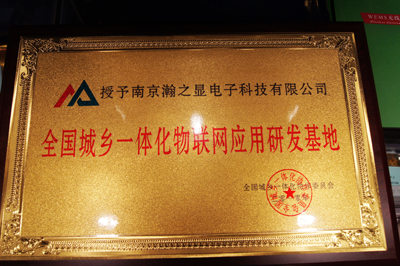 授予南京瀚之显电子科技有限公司
全国城乡一体化物联网应用研发基地